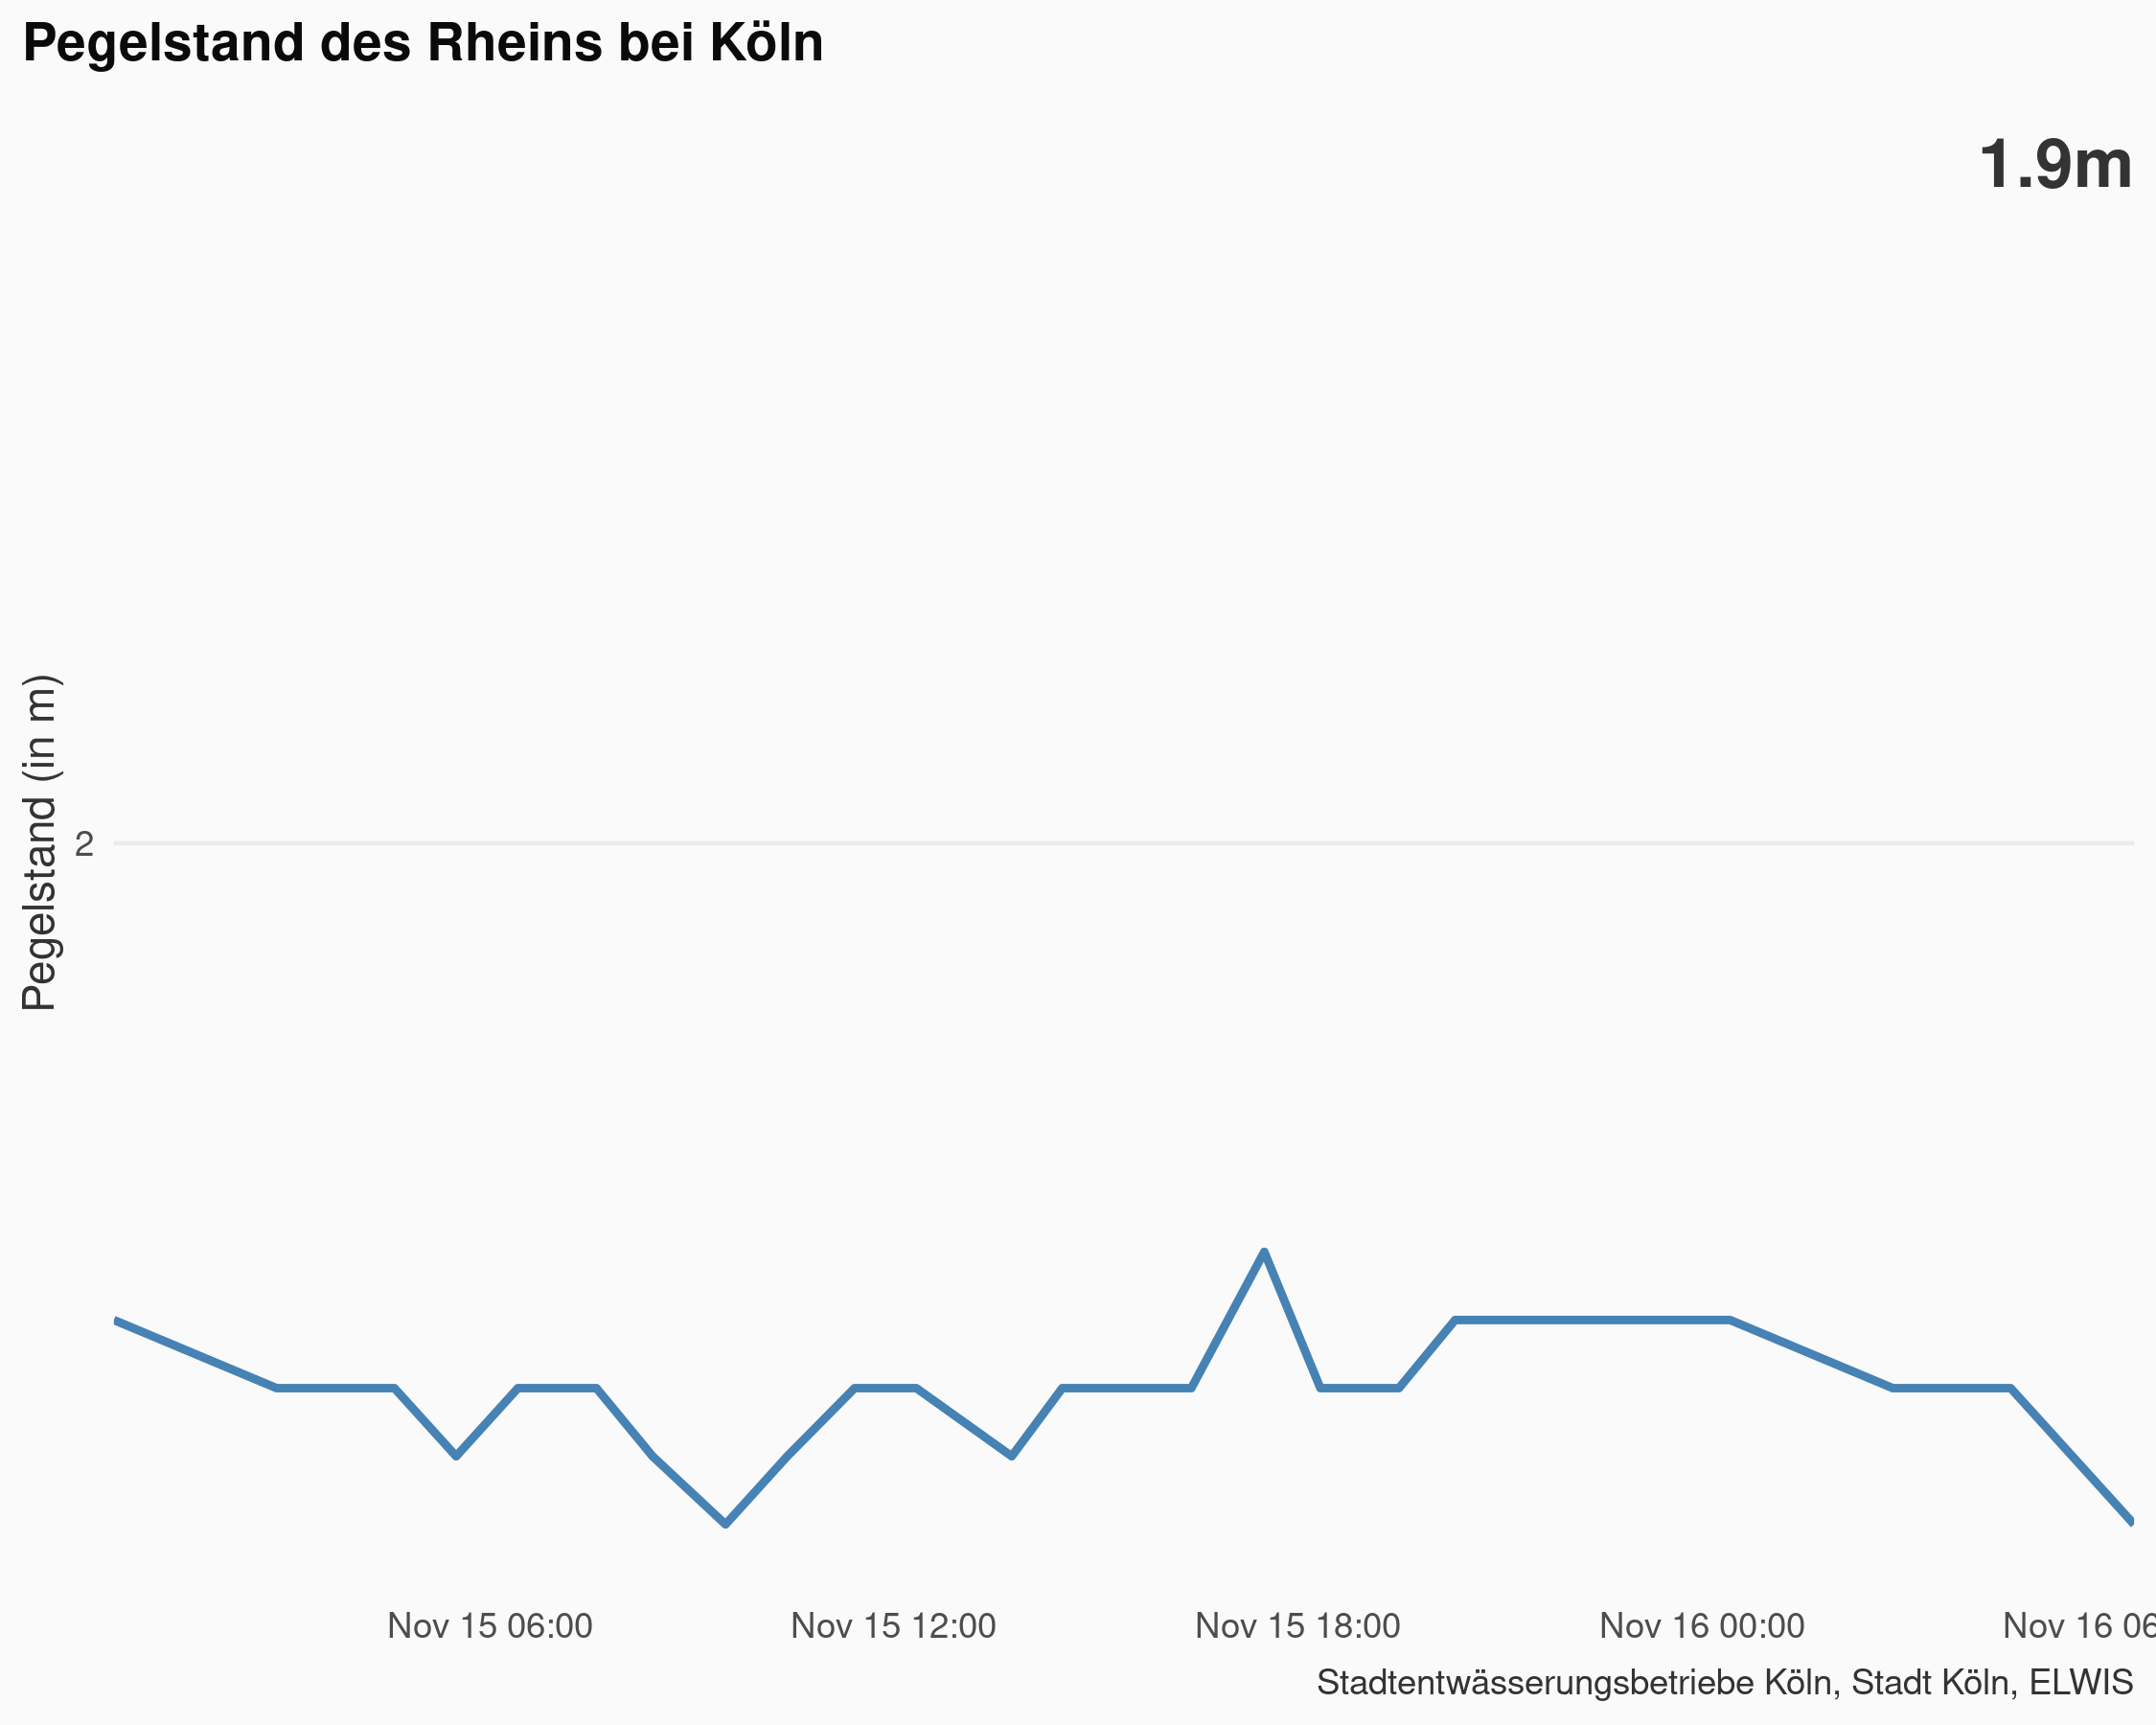 Pegelstand des Rheins bei Köln
1.9m
Pegelstand (in m)
2
Nov 15 06:00
Nov 15 12:00
Nov 15 18:00
Nov 16 00:00
Nov 16 06
Stadtentwässerungsbetriebe Köln, Stadt Köln, ELWIS